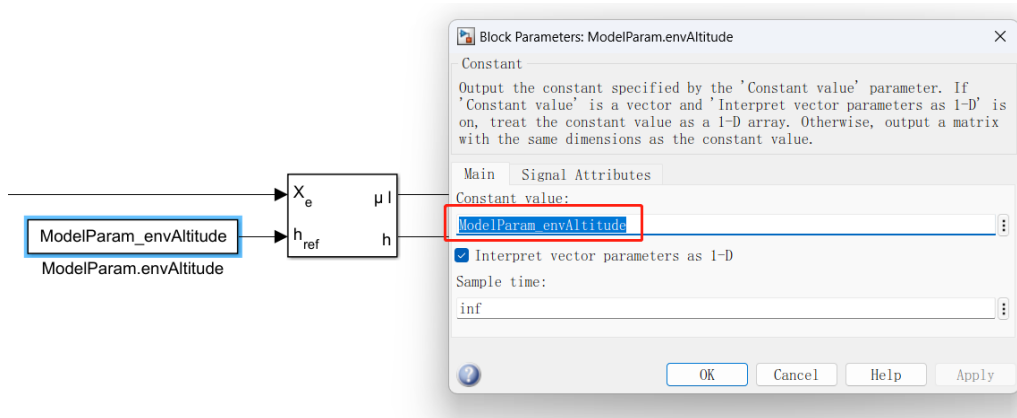 Block Parameters: ModelParam.envAltitude
Constant
Output the constant specified by the 'Constant value' parameter. If
'Constant value' is a vector and 'Interpret vector parameters as 1-D' is
on, treat the constant value as a 1-D array. Otherwise, output a matrix
with the same dimensions as the constant value.
Main Signal Attributes
Constant value:
ModelParam_envAltitude
Interpret vector parameters as 1-D
Sample time:
inf
OK Cancel Help Apply
X_e
μ l
h_ref
h
ModelParam_envAltitude
ModelParam.envAltitude